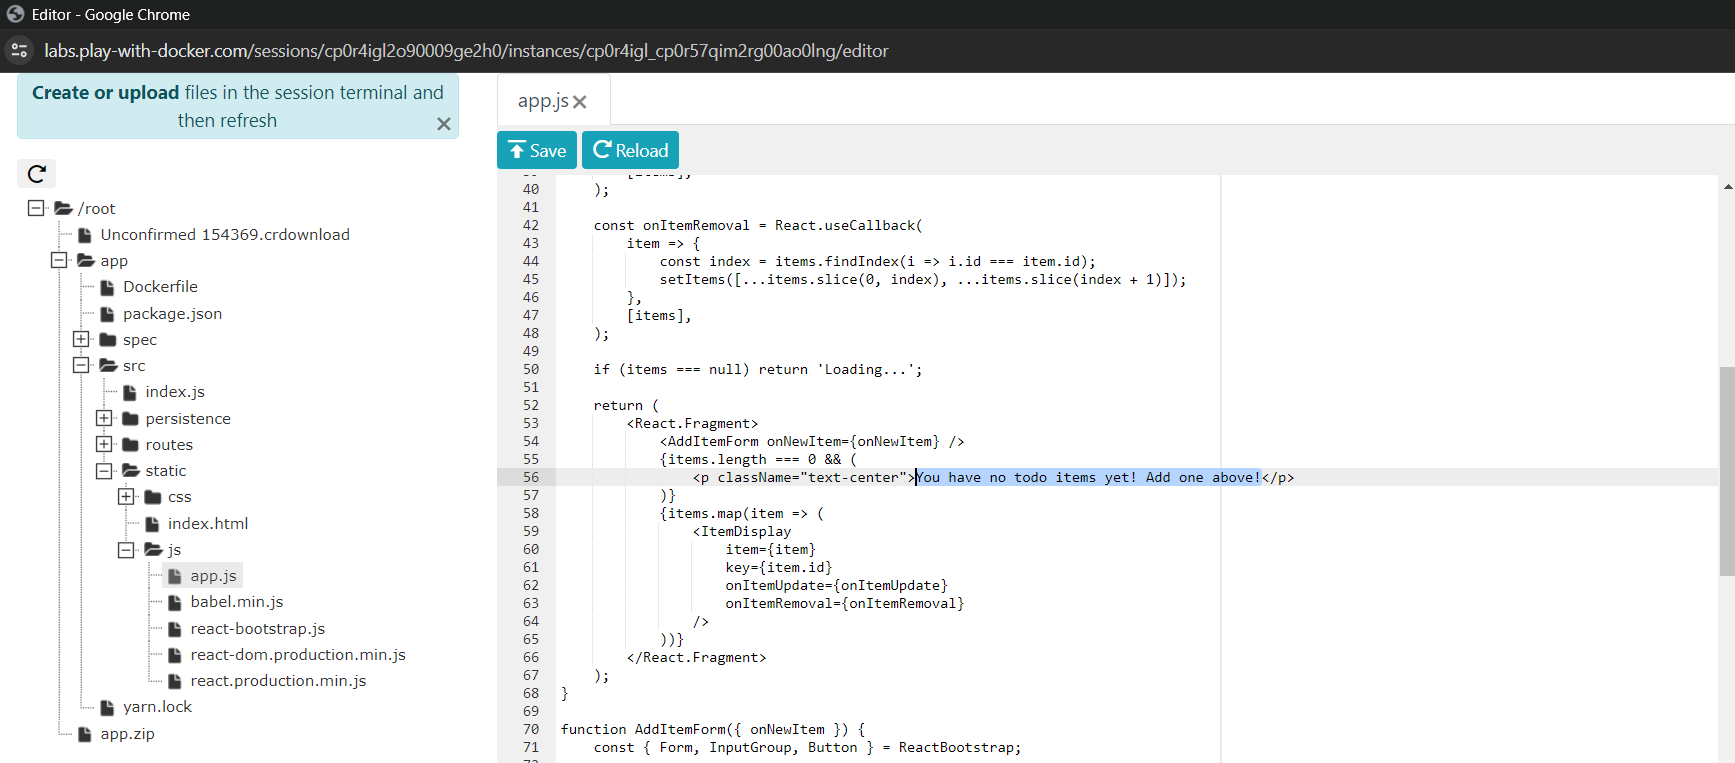 Editor - Google Chrome
labs.play-with-docker.com/sessions/cp0r4igl2o90009ge2h0/instances/cp0r4igl_cp0r57qim2rg00ao0lng/editor
Create or upload files in the session terminal and
then refresh
/root
Unconfirmed 154369.crdownload
app
Dockerfile
package.json
spec
src
index.js
persistence
routes
static
css
index.html
js
app.js
babel.min.js
react-bootstrap.js
react-dom.production.min.js
react.production.min.js
yarn.lock
app.zip
app.js
Save Reload
40 );
41
42 const onItemRemoval = React.useCallback(
43 item => {
44 const index = items.findIndex(i => i.id === item.id);
45 setItems([...items.slice(0, index), ...items.slice(index + 1)]);
46 },
47 [items],
48 );
49
50 if (items === null) return 'Loading...';
51
52 return (
53 <React.Fragment>
54 <AddItemForm onNewItem={onNewItem} />
55 {items.length === 0 && (
56 <p className="text-center">You have no todo items yet! Add one above!</p>
57 )}
58 {items.map(item => (
59 <ItemDisplay
60 item={item}
61 key={item.id}
62 onItemUpdate={onItemUpdate}
63 onItemRemoval={onItemRemoval}
64 />
65 ))}
66 </React.Fragment>
67 );
68 }
69
70 function AddItemForm({ onNewItem }) {
71 const { Form, InputGroup, Button } = ReactBootstrap;